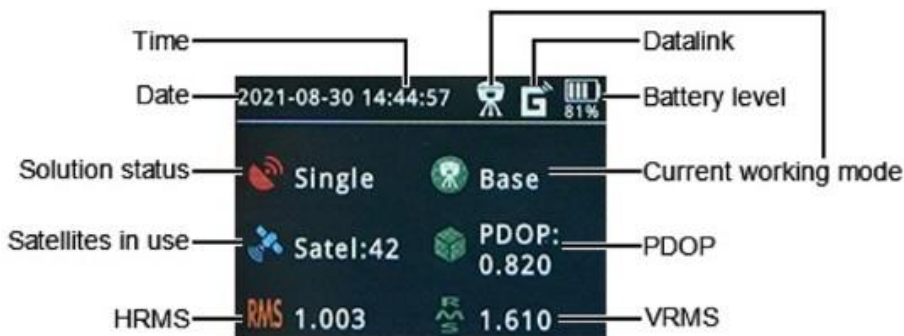 Time
Datalink
Date
2021-08-30 14:44:57
G
81%
Battery level
Solution status
Single
Base
Current working mode
Satellites in use
Satel:42
PDOP:
0.820
PDOP
HRMS
RMS 1.003
RMS 1.610
VRMS